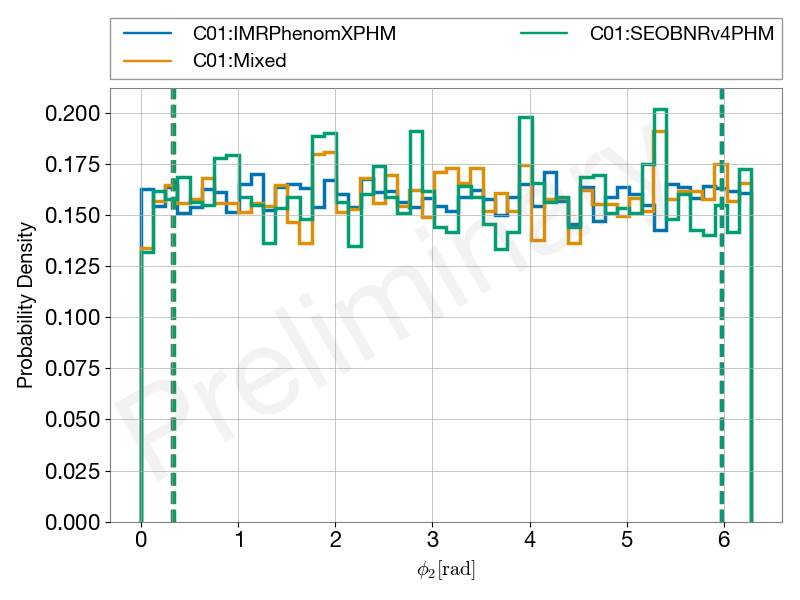 C01:IMRPhenomXPHM
C01:Mixed
C01:SEOBNRv4PHM
0.200
0.175
0.150
0.125
0.100
0.075
0.050
0.025
0.000
Probability Density
Preliminary
0 1 2 3 4 5 6
ϕ₂[rad]